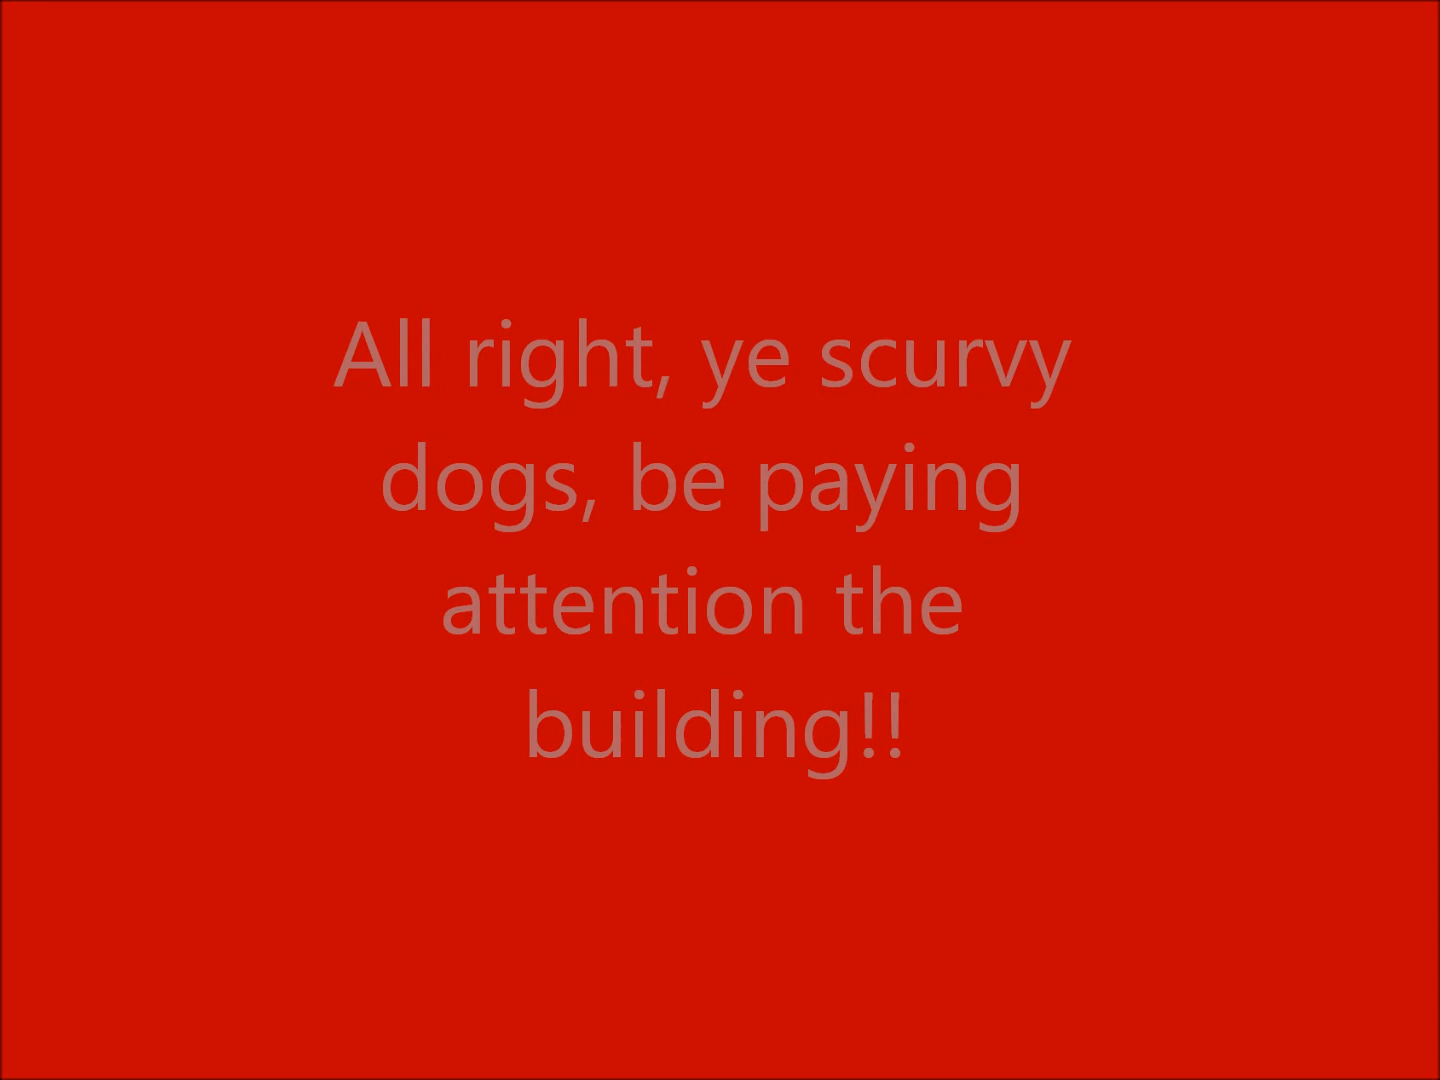 All right, ye scurvy
dogs, be paying
attention the
building!!